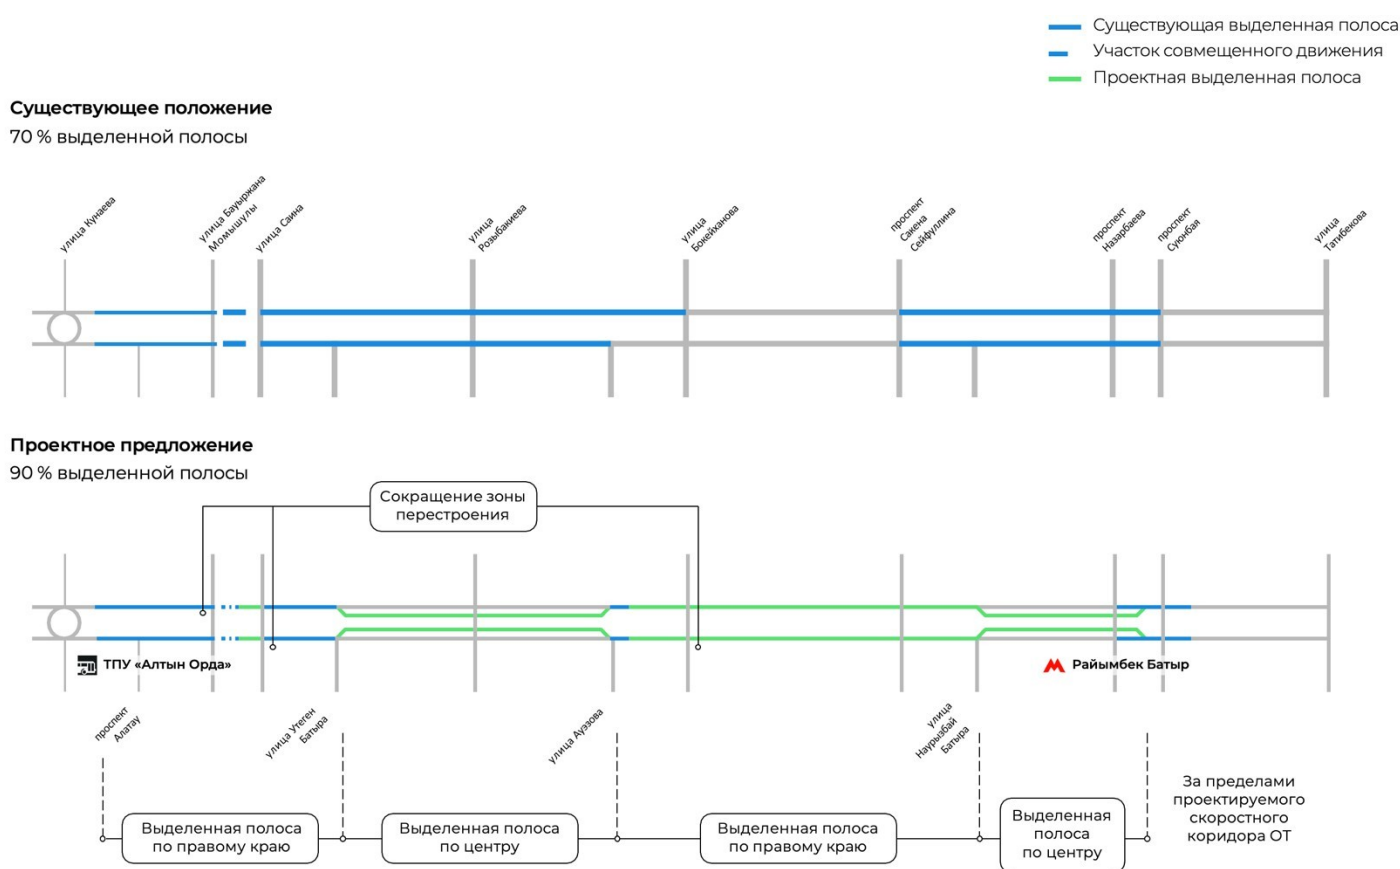 Существующая выделенная полоса
Участок совмещенного движения
Проектная выделенная полоса
Существующее положение
70 % выделенной полосы
улица Кунаева
улица Бауыржана
Момышулы
улица Саина
улица
Розыбакиева
улица
Бокейханова
проспект
Сакена
Сейфуллина
проспект
Назарбаева
проспект
Суюнбая
улица
Татибекова
Проектное предложение
90 % выделенной полосы
Сокращение зоны
перестроения
ТПУ «Алтын Орда»
Райымбек Батыр
проспект
Алатау
улица Утеген
Батыра
улица Ауэзова
улица
Наурызбай
Батыра
Выделенная полоса
по правому краю
Выделенная полоса
по центру
Выделенная полоса
по правому краю
Выделенная
полоса
по центру
За пределами
проектируемого
скоростного
коридора ОТ